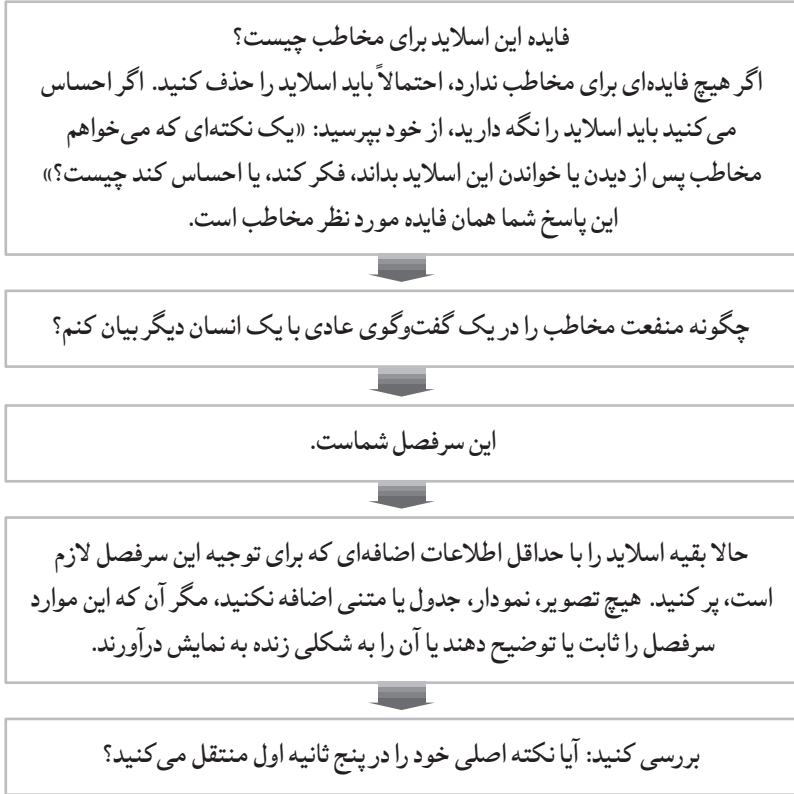 فایده این اسلاید برای مخاطب چیست؟
اگر هیچ فایده‌ای برای مخاطب ندارد، احتمالاً باید اسلاید را حذف کنید. اگر احساس
می‌کنید باید اسلاید را نگه دارید، از خود بپرسید: «یک نکته‌ای که می‌خواهم
مخاطب پس از دیدن یا خواندن این اسلاید بداند، فکر کند، یا احساس کند چیست؟»
این پاسخ شما همان فایده مورد نظر مخاطب است.
چگونه منفعت مخاطب را در یک گفت‌وگوی عادی با یک انسان دیگر بیان کنم؟
این سرفصل شماست.
حالا بقیه اسلاید را با حداقل اطلاعات اضافه‌ای که برای توجیه این سرفصل لازم
است، پر کنید. هیچ تصویر، نمودار، جدول یا متنی اضافه نکنید، مگر آن که این موارد
سرفصل را ثابت یا توضیح دهند یا آن را به شکلی زنده به نمایش درآورند.
بررسی کنید: آیا نکته اصلی خود را در پنج ثانیه اول منتقل می‌کنید؟